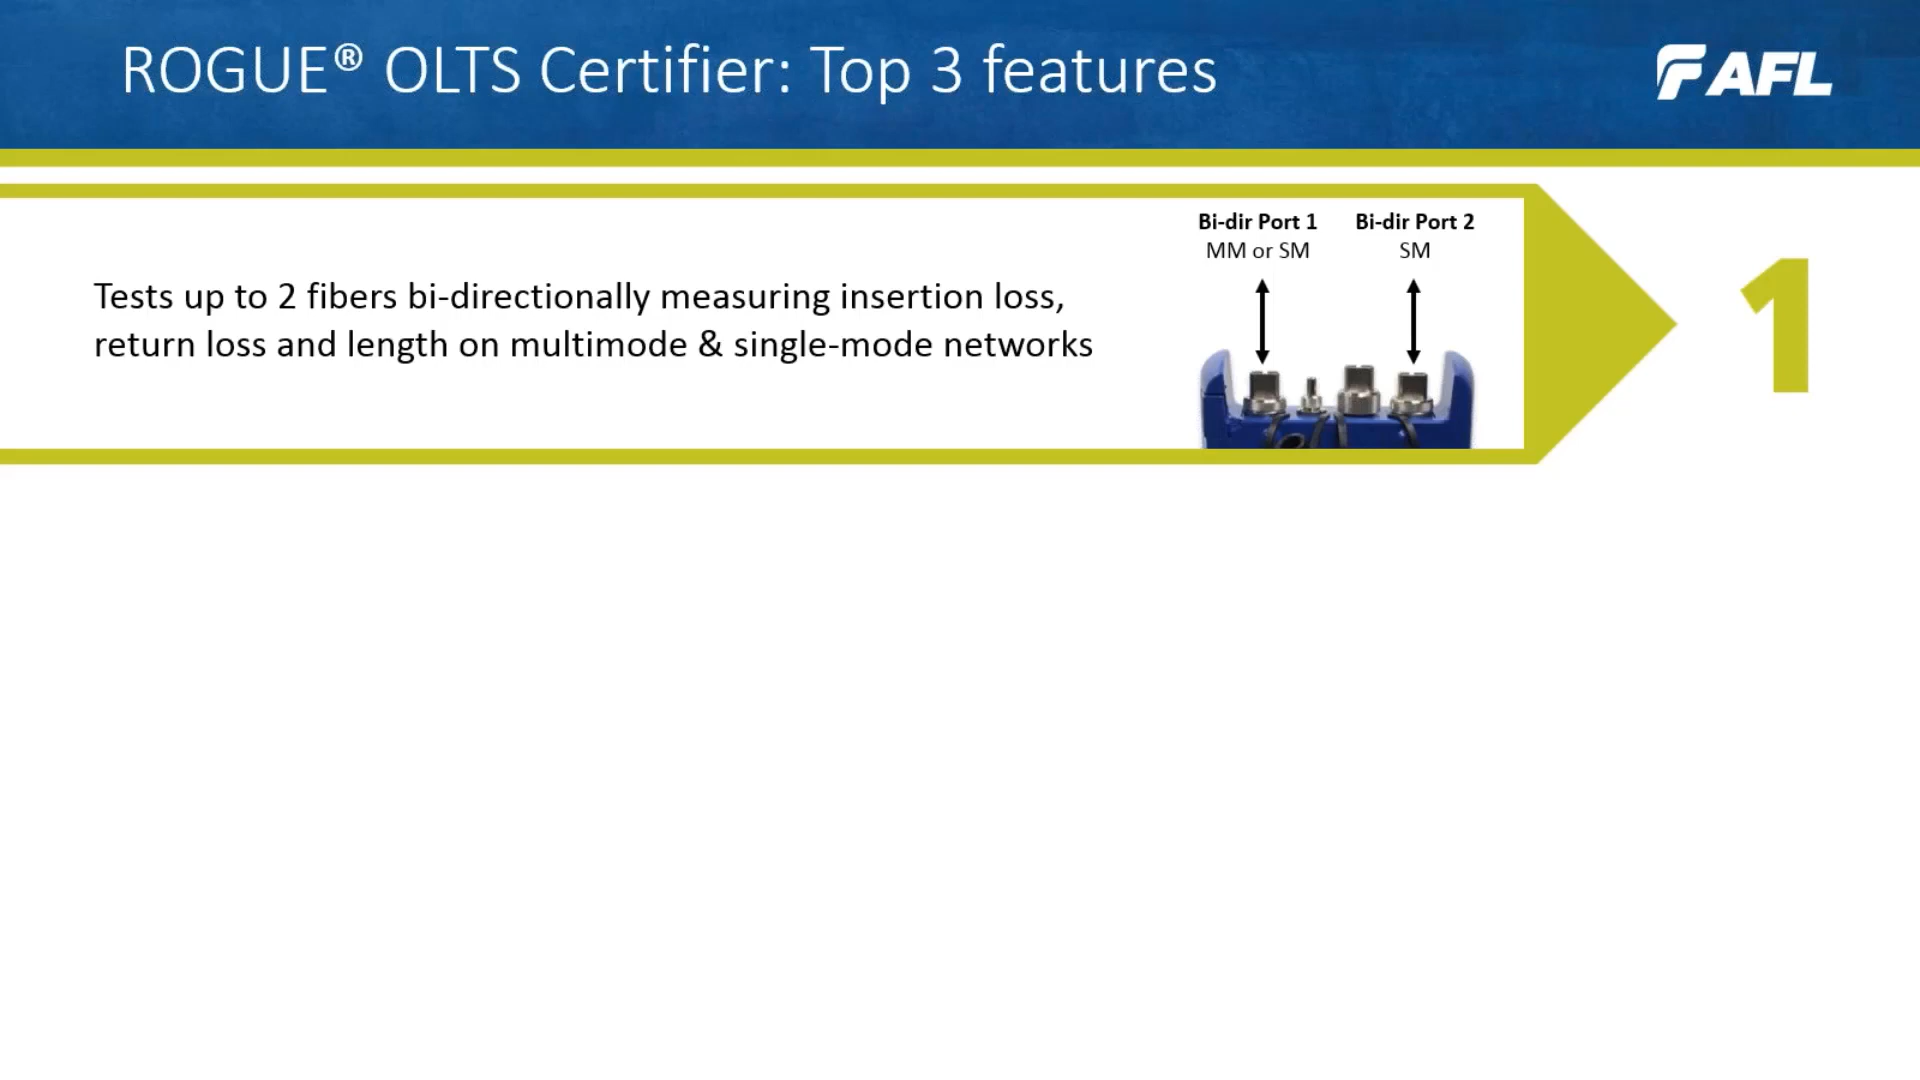 ROGUE® OLTS Certifier: Top 3 features
AFL
Bi-dir Port 1
MM or SM
Bi-dir Port 2
SM
Tests up to 2 fibers bi-directionally measuring insertion loss,
return loss and length on multimode & single-mode networks
1